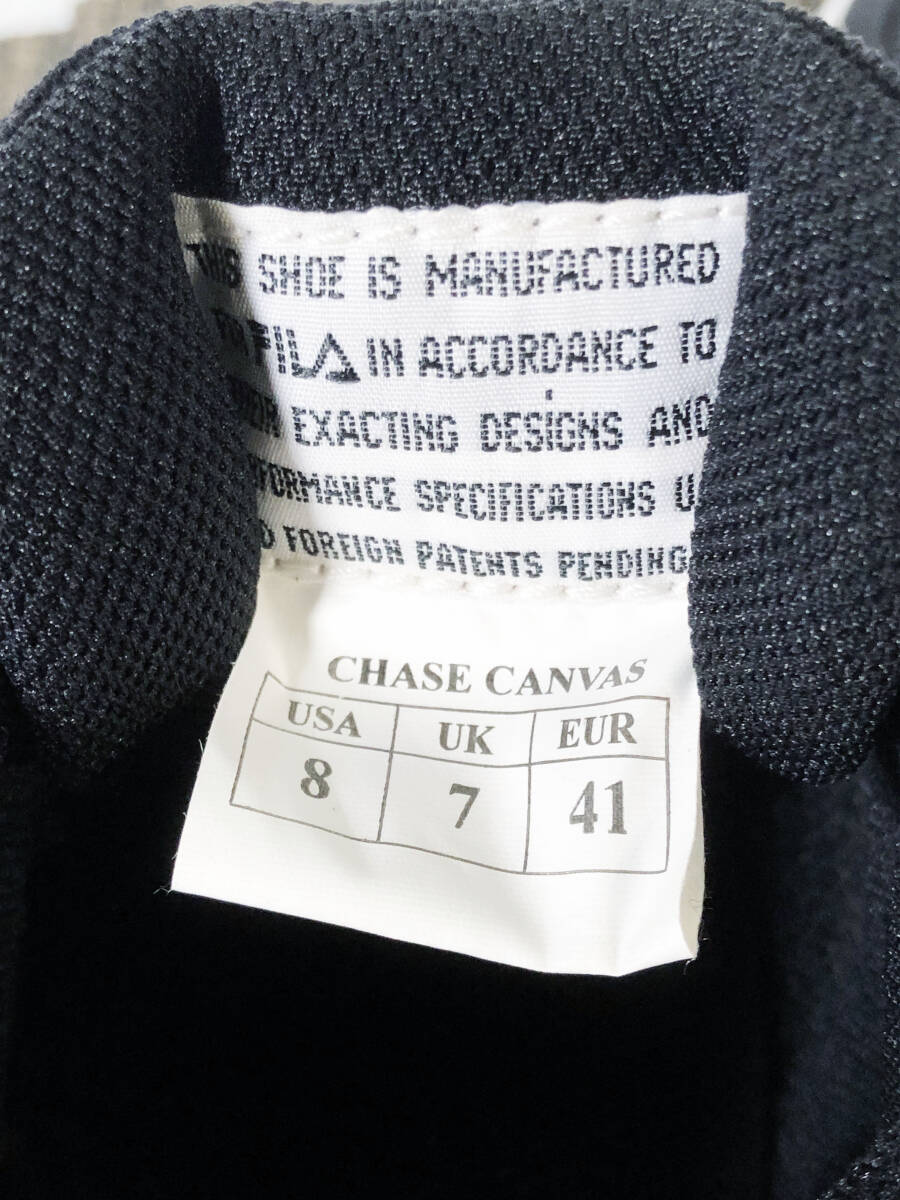 THIS SHOE IS MANUFACTURED
FILA IN ACCORDANCE TO
EXACTING DESIGNS AND
FORMANCE SPECIFICATIONS U
D FOREIGN PATENTS PENDING
CHASE CANVAS
USA UK EUR
8 7 41